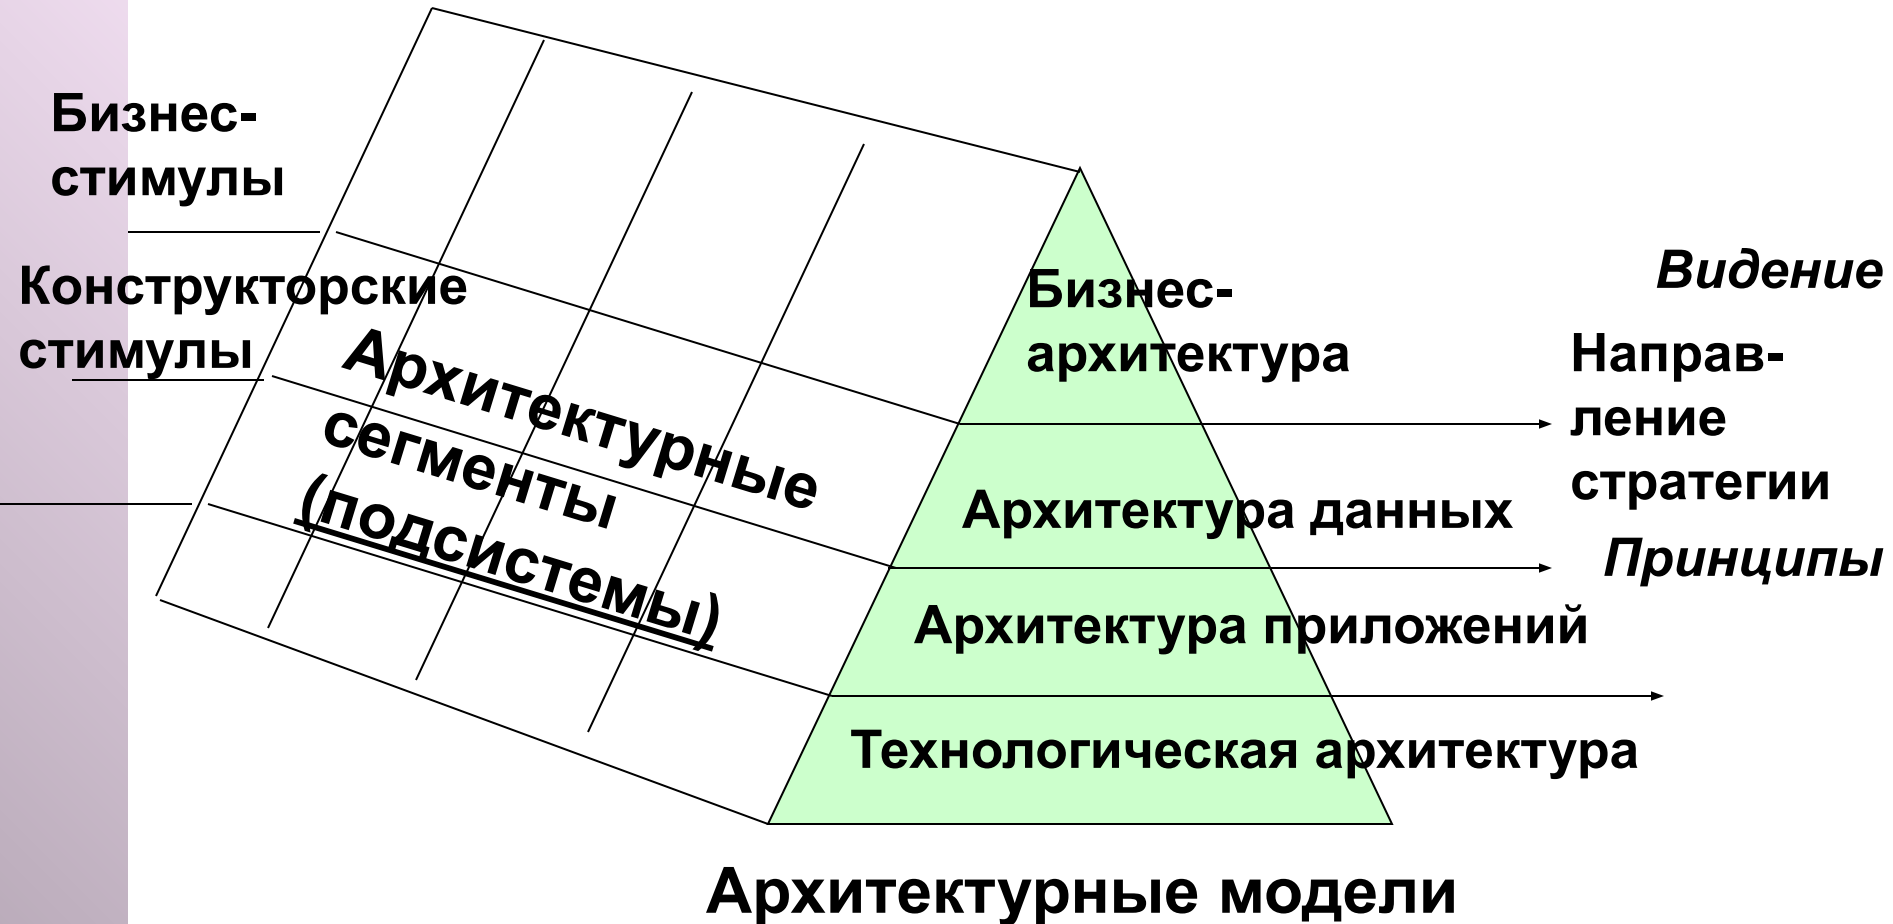 Бизнес-
стимулы
Конструкторские
стимулы
Архитектурные
сегменты
(подсистемы)
Бизнес-
архитектура
Архитектура данных
Архитектура приложений
Технологическая архитектура
Видение
Направ-
ление
стратегии
Принципы
Архитектурные модели